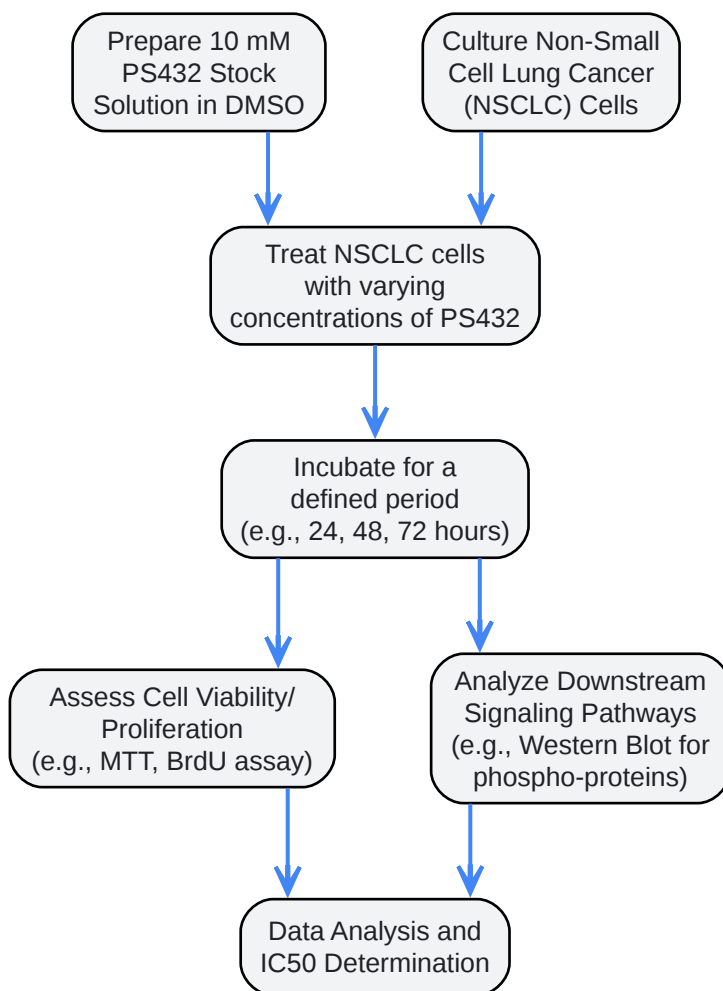 Prepare 10 mM
PS432 Stock
Solution in DMSO
Culture Non-Small
Cell Lung Cancer
(NSCLC) Cells
Treat NSCLC cells
with varying
concentrations of PS432
Incubate for a
defined period
(e.g., 24, 48, 72 hours)
Assess Cell Viability/
Proliferation
(e.g., MTT, BrdU assay)
Analyze Downstream
Signaling Pathways
(e.g., Western Blot for
phospho-proteins)
Data Analysis and
IC50 Determination